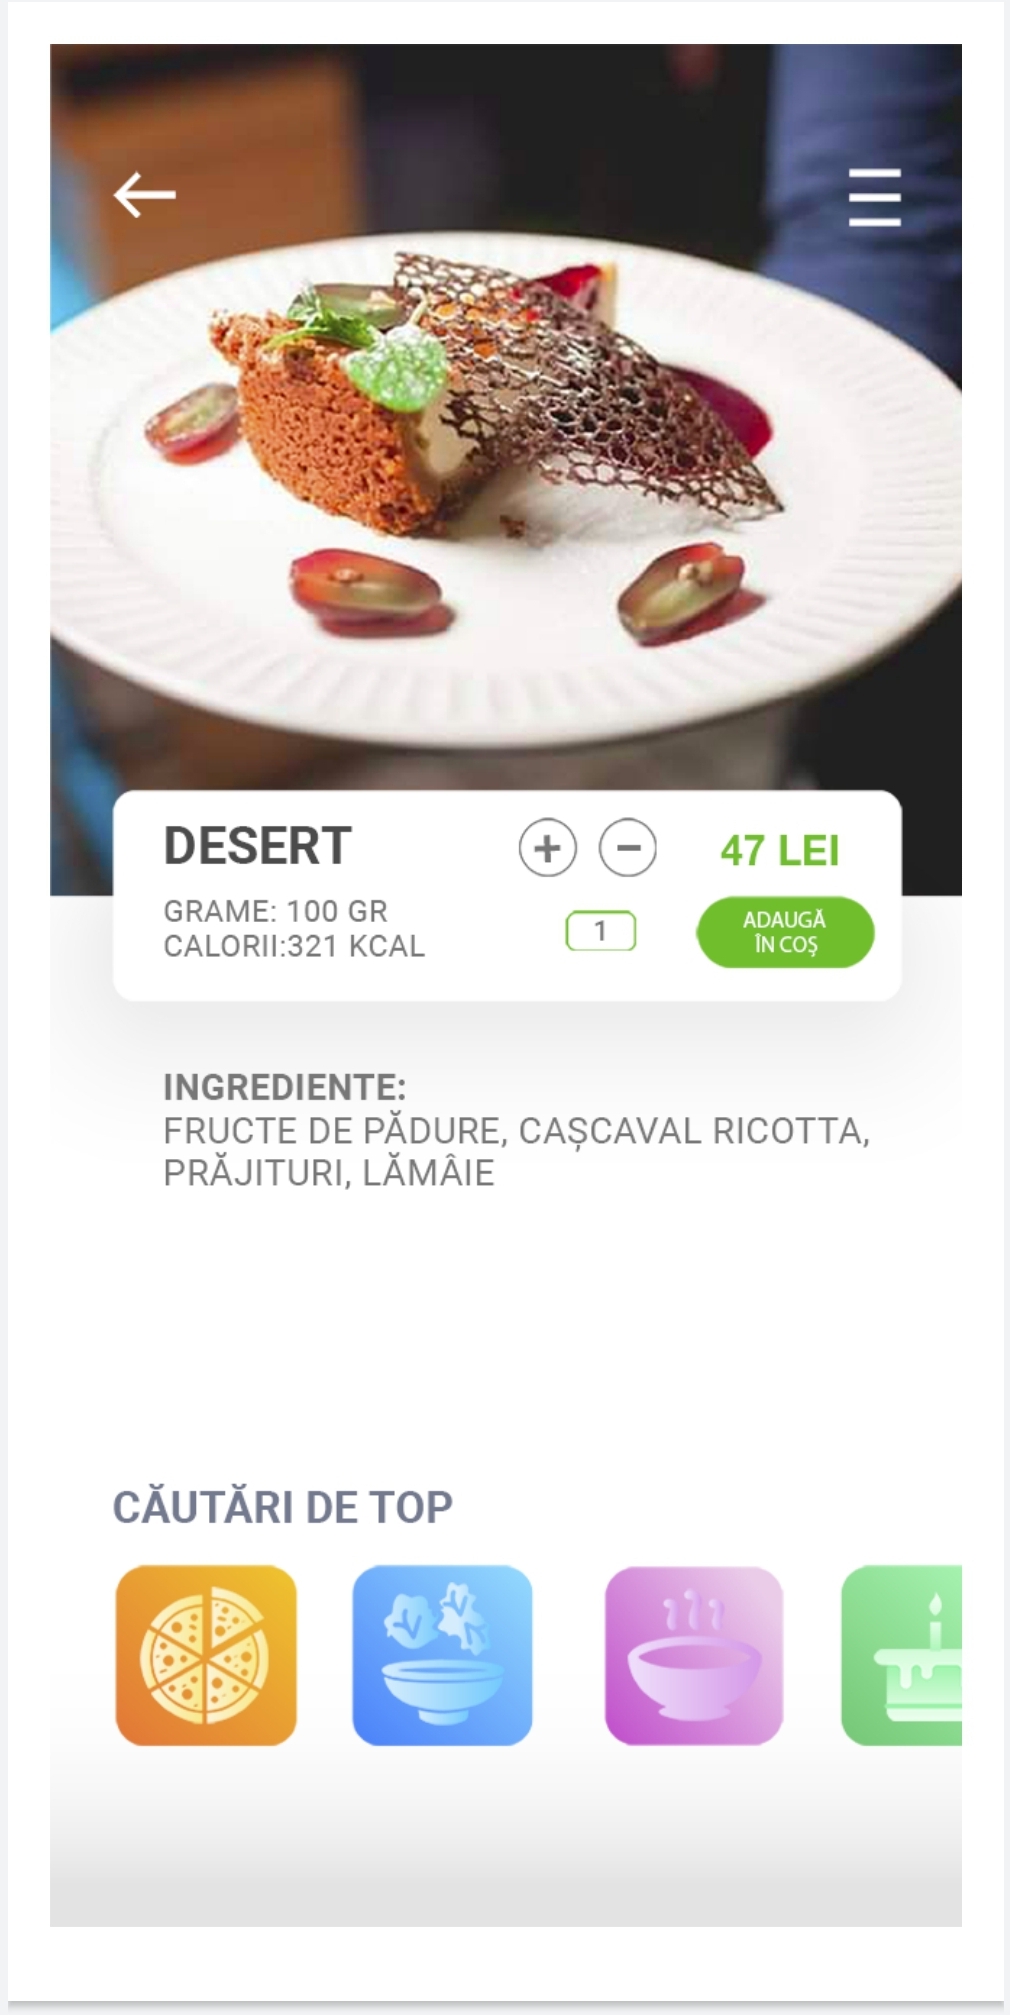 DESERT
47 LEI
GRAME: 100 GR
CALORII:321 KCAL
1
ADAUGĂ
ÎN COȘ
INGREDIENTE:
FRUCTE DE PĂDURE, CAȘCAVAL RICOTTA,
PRĂJITURI, LĂMÂIE
CĂUTĂRI DE TOP